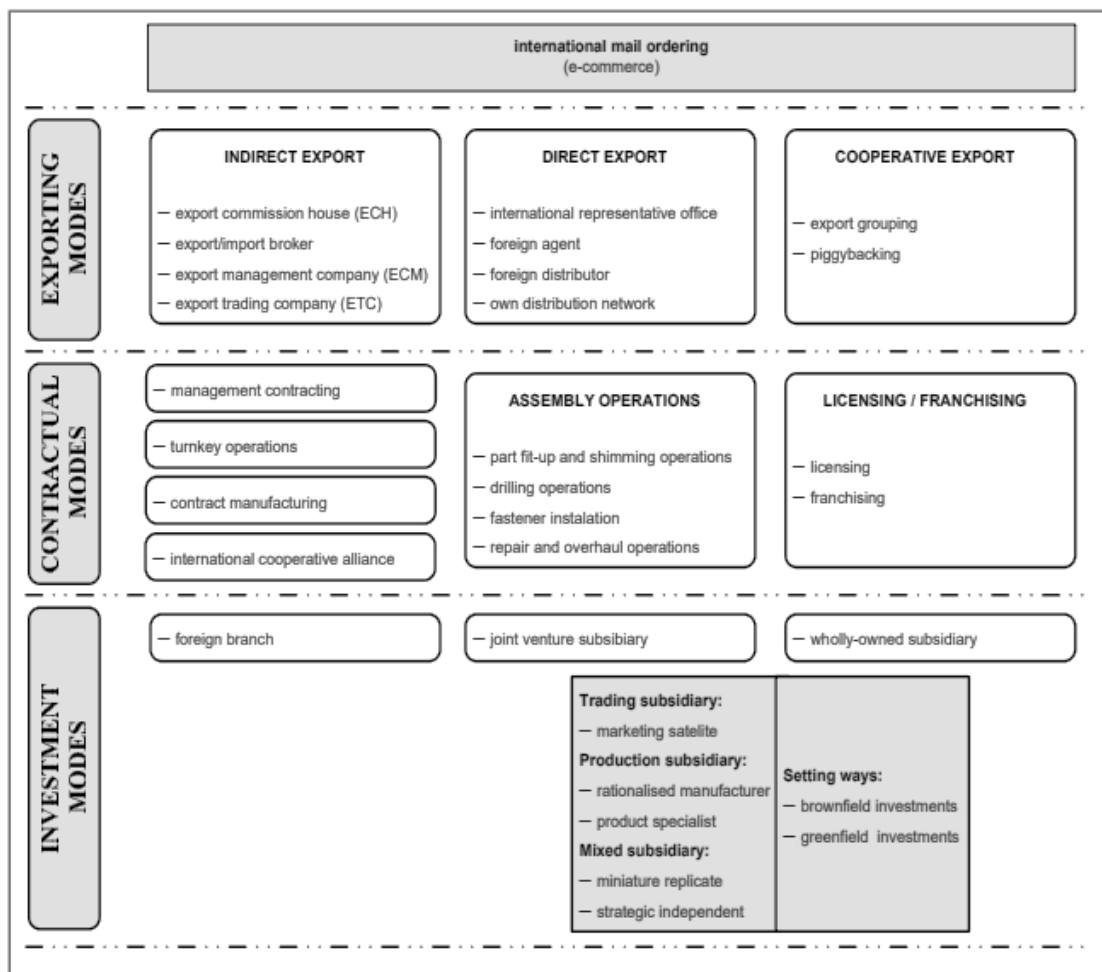 international mail ordering
(e-commerce)
EXPORTING
MODES
INDIRECT EXPORT
— export commission house (ECH)
— export/import broker
— export management company (ECM)
— export trading company (ETC)
DIRECT EXPORT
— international representative office
— foreign agent
— foreign distributor
— own distribution network
COOPERATIVE EXPORT
— export grouping
— piggybacking
CONTRACTUAL
MODES
— management contracting
— turnkey operations
— contract manufacturing
— international cooperative alliance
ASSEMBLY OPERATIONS
— part fit-up and shimming operations
— drilling operations
— fastener instalation
— repair and overhaul operations
LICENSING / FRANCHISING
— licensing
— franchising
INVESTMENT
MODES
— foreign branch
— joint venture subsibiary
— wholly-owned subsidiary
Trading subsidiary:
— marketing satelite
Production subsidiary:
— rationalised manufacturer
— product specialist
Mixed subsidiary:
— miniature replicate
— strategic independent
Setting ways:
— brownfield investments
— greenfield investments